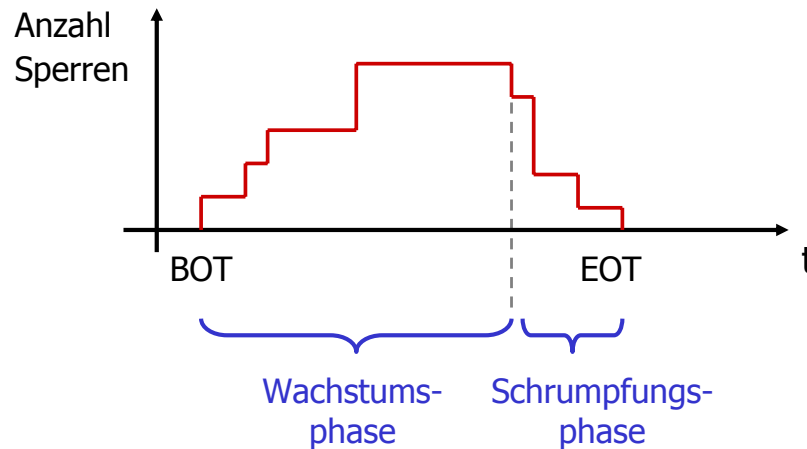 Anzahl
Sperren
BOT
EOT
t
Wachstums-
phase
Schrumpfungs-
phase